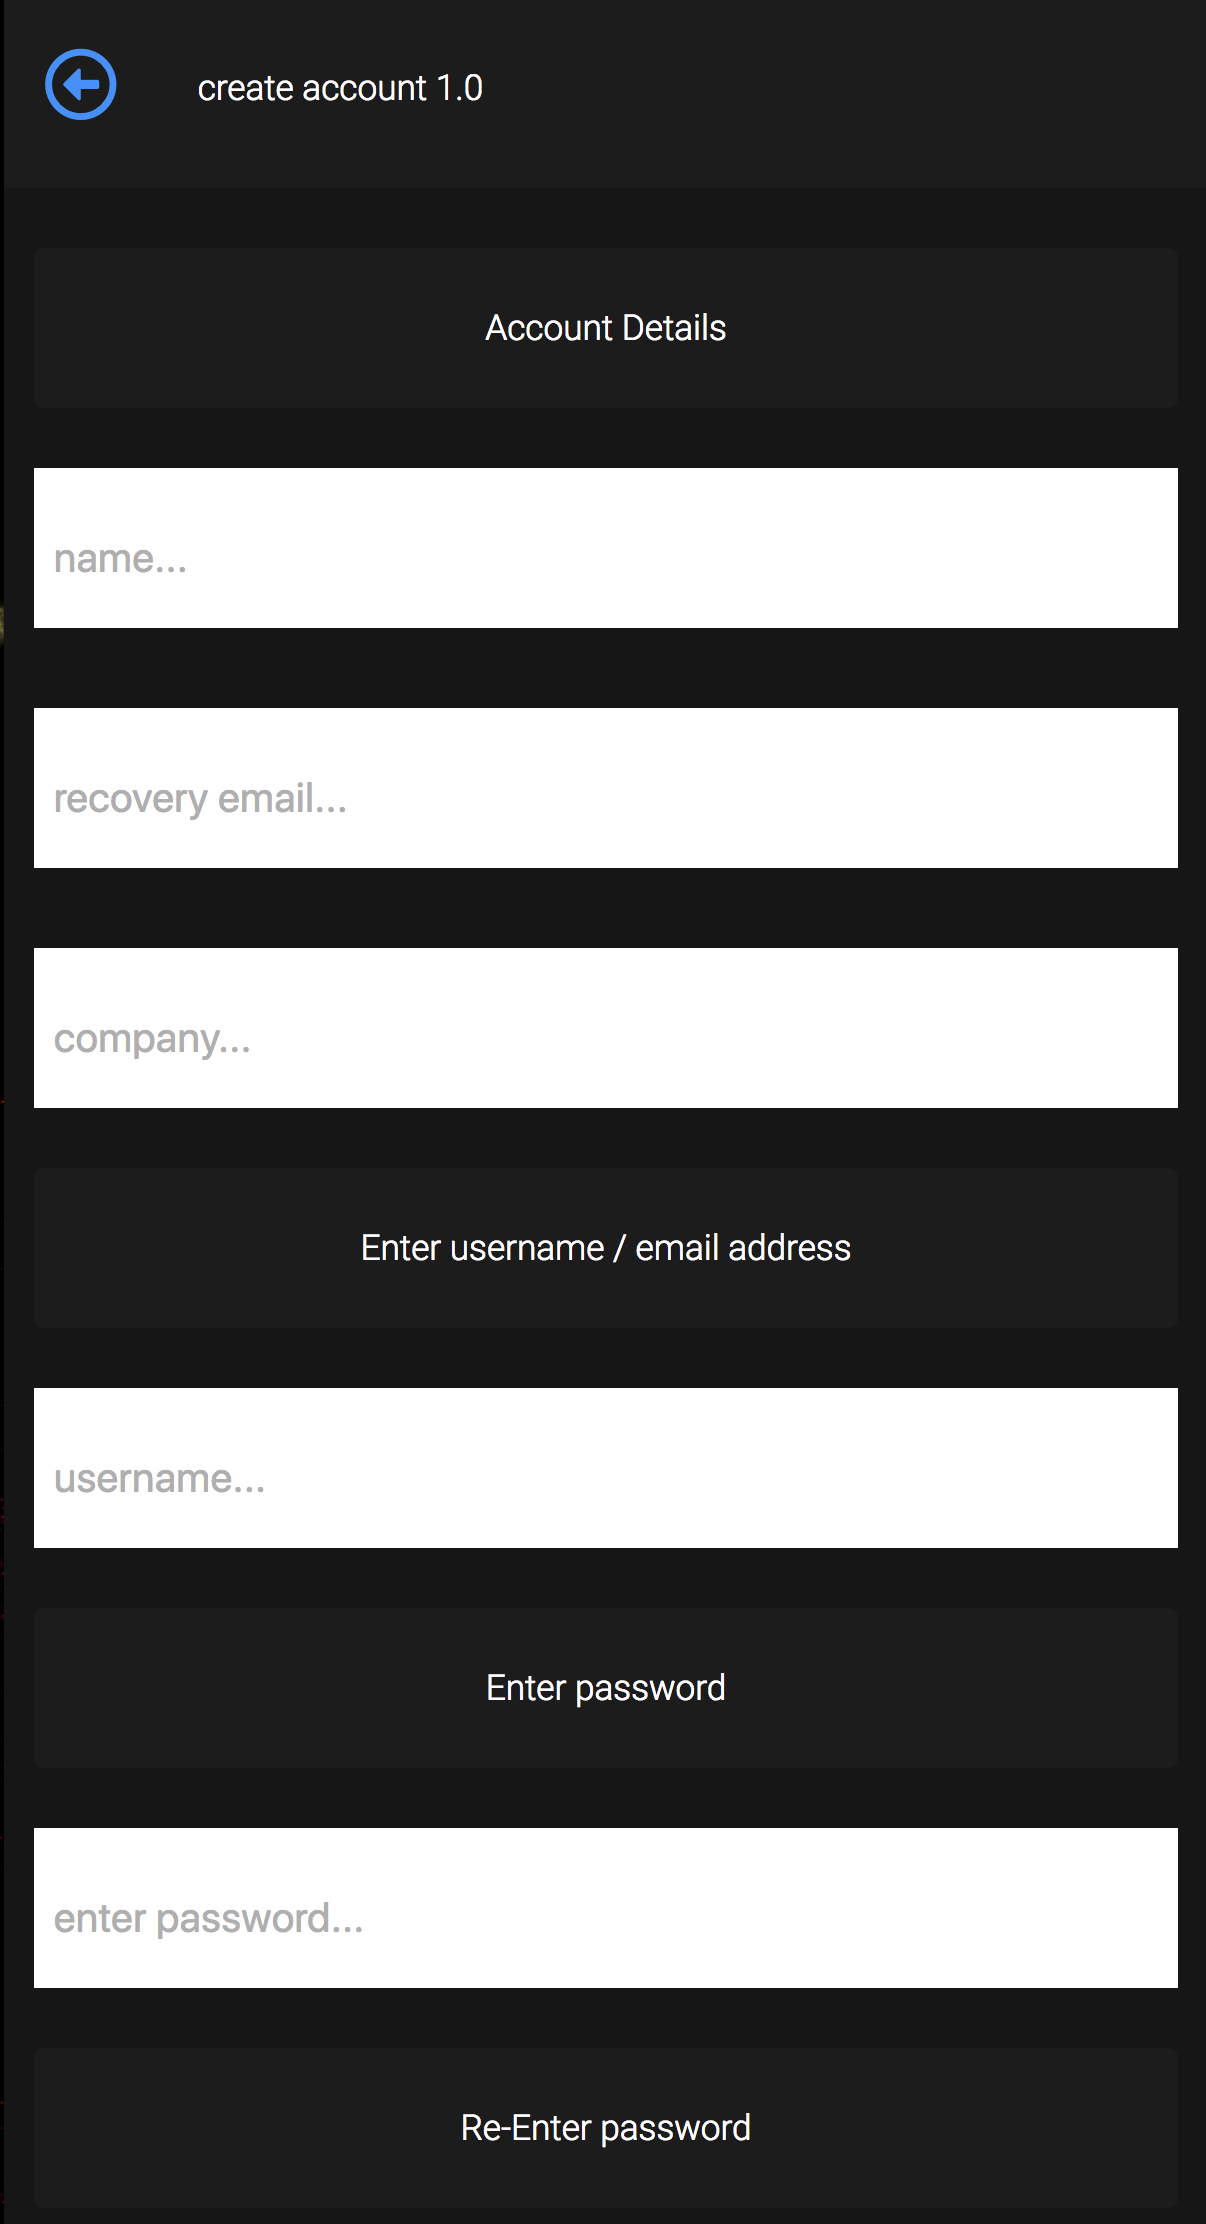 create account 1.0
Account Details
name...
recovery email...
company...
Enter username / email address
username...
Enter password
enter password...
Re-Enter password